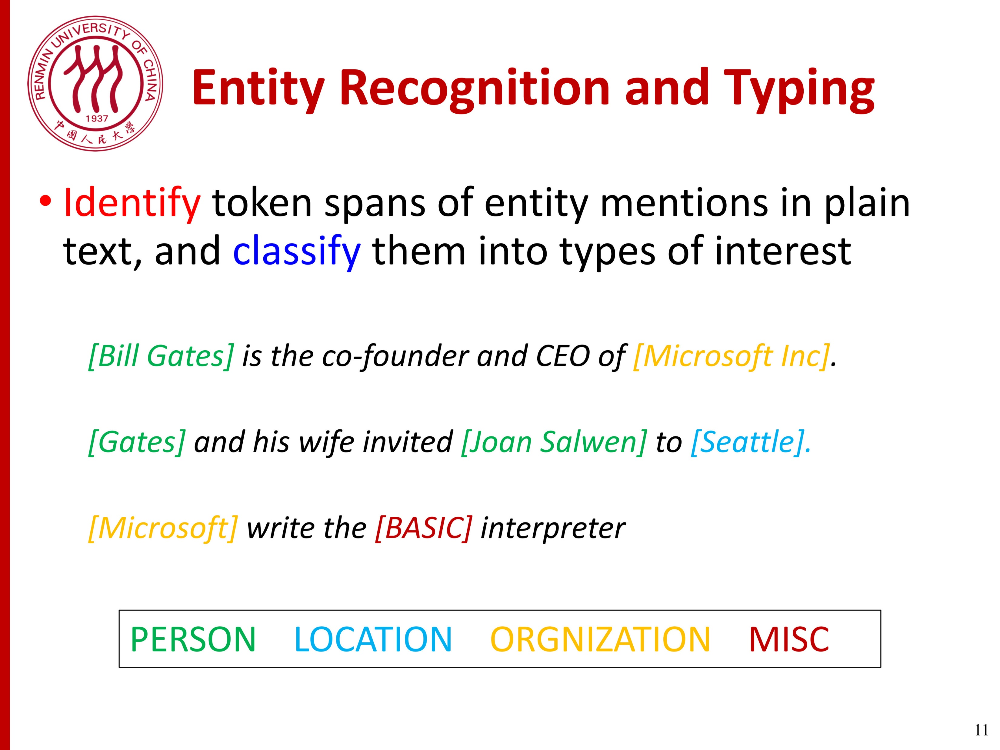 RENMIN UNIVERSITY OF CHINA
1937
中國人民大學
Entity Recognition and Typing
• Identify token spans of entity mentions in plain
text, and classify them into types of interest
[Bill Gates] is the co-founder and CEO of [Microsoft Inc].
[Gates] and his wife invited [Joan Salwen] to [Seattle].
[Microsoft] write the [BASIC] interpreter
PERSON LOCATION ORGNIZATION MISC
11